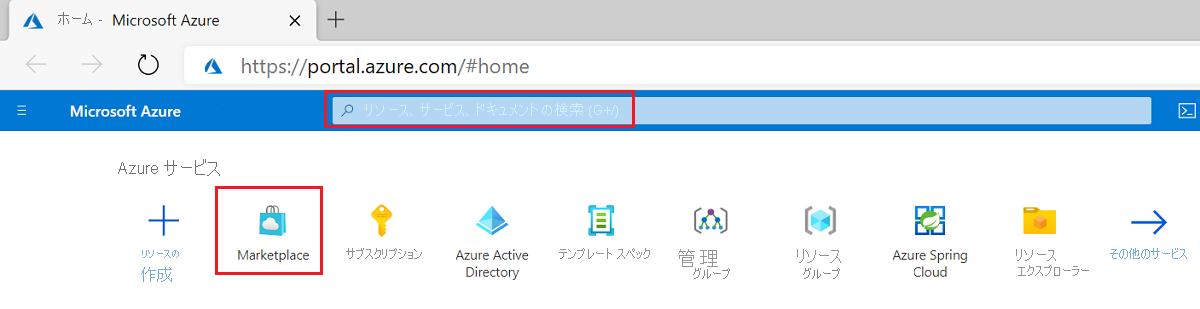 ホーム - Microsoft Azure
https://portal.azure.com/#home
Microsoft Azure
リソース、サービス、ドキュメントの検索 (G+/)
Azure サービス
リソースの
作成
Marketplace
サブスクリプション
Azure Active
Directory
テンプレート スペック
管理
グループ
リソース
グループ
Azure Spring
Cloud
リソース
エクスプローラー
その他のサービス